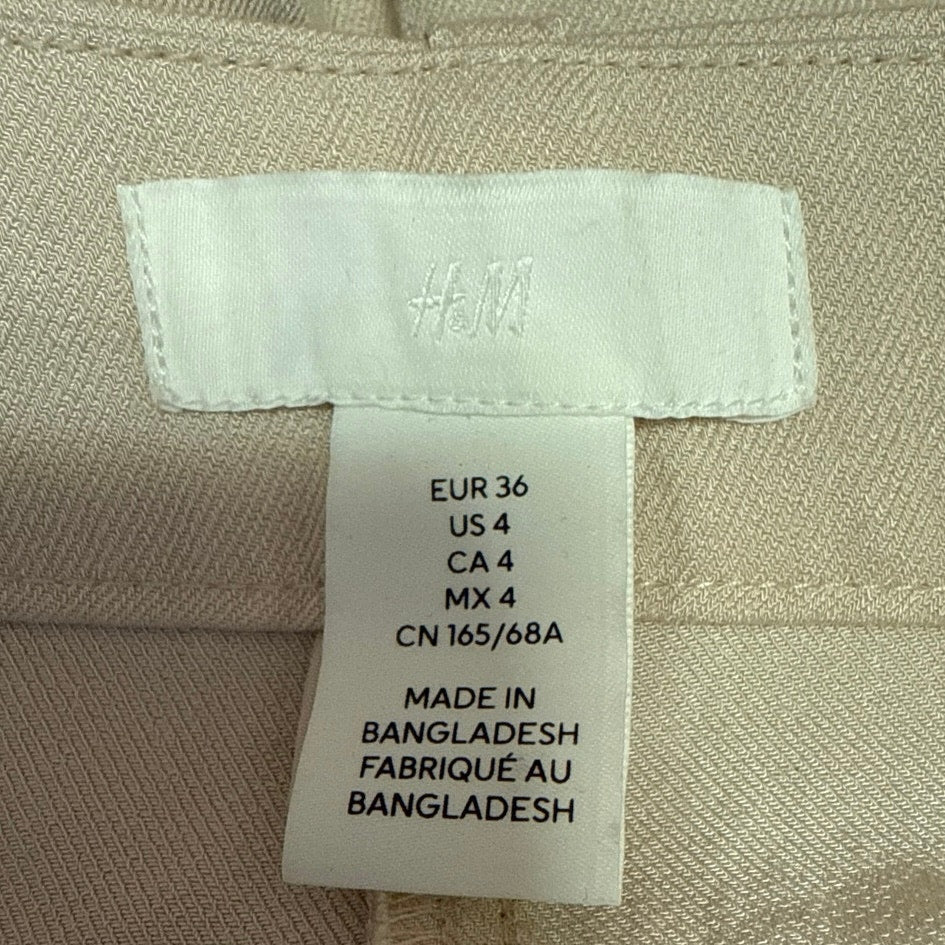 H&M
EUR 36
US 4
CA 4
MX 4
CN 165/68A
MADE IN
BANGLADESH
FABRIQUÉ AU
BANGLADESH